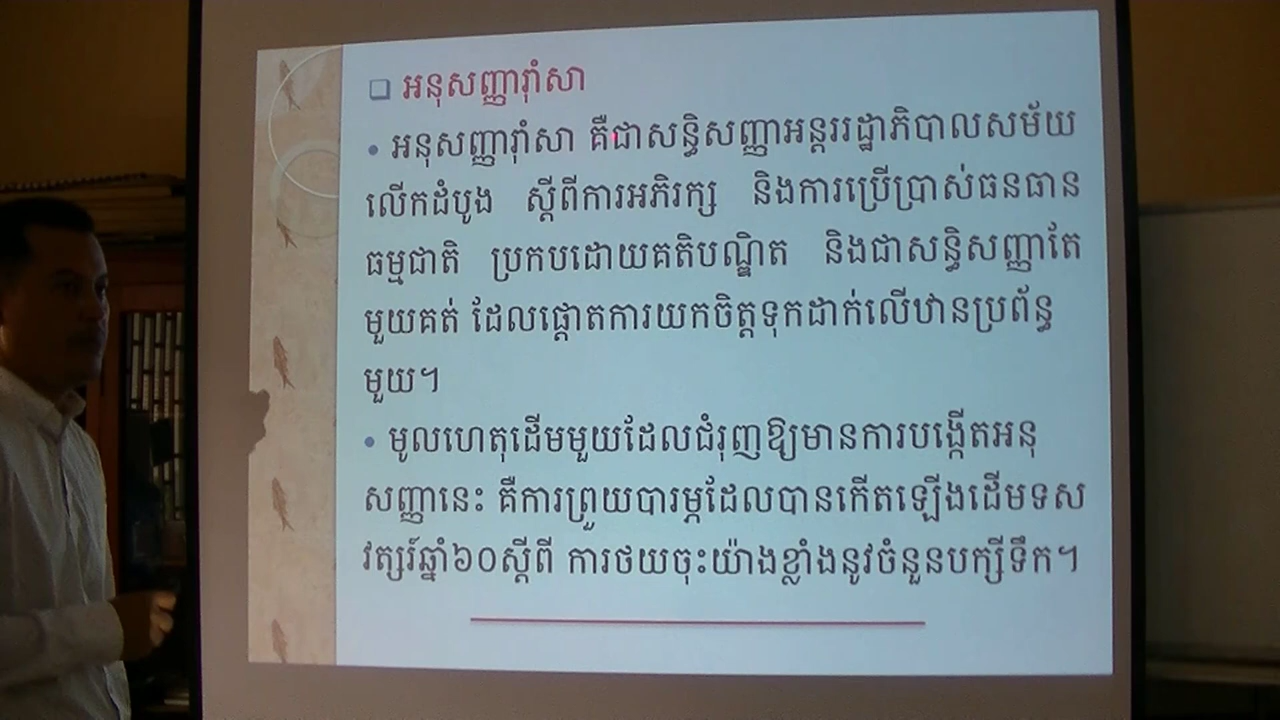 ❑ អនុសញ្ញារ៉ាំសា
• អនុសញ្ញារ៉ាំសា គឺជាសន្ធិសញ្ញាអន្តររដ្ឋាភិបាលសម័យ
លើកដំបូង ស្តីពីការអភិរក្ស និងការប្រើប្រាស់ធនធាន
ធម្មជាតិ ប្រកបដោយគតិបណ្ឌិត និងជាសន្ធិសញ្ញាតែ
មួយគត់ ដែលផ្តោតការយកចិត្តទុកដាក់លើឋានប្រព័ន្ធ
មួយ។
• មូលហេតុដើមមួយដែលជំរុញឱ្យមានការបង្កើតអនុ
សញ្ញានេះ គឺការព្រួយបារម្ភដែលបានកើតឡើងដើមទស
វត្សរ៍ឆ្នាំ៦០ស្តីពី ការថយចុះយ៉ាងខ្លាំងនូវចំនួនបក្សីទឹក។